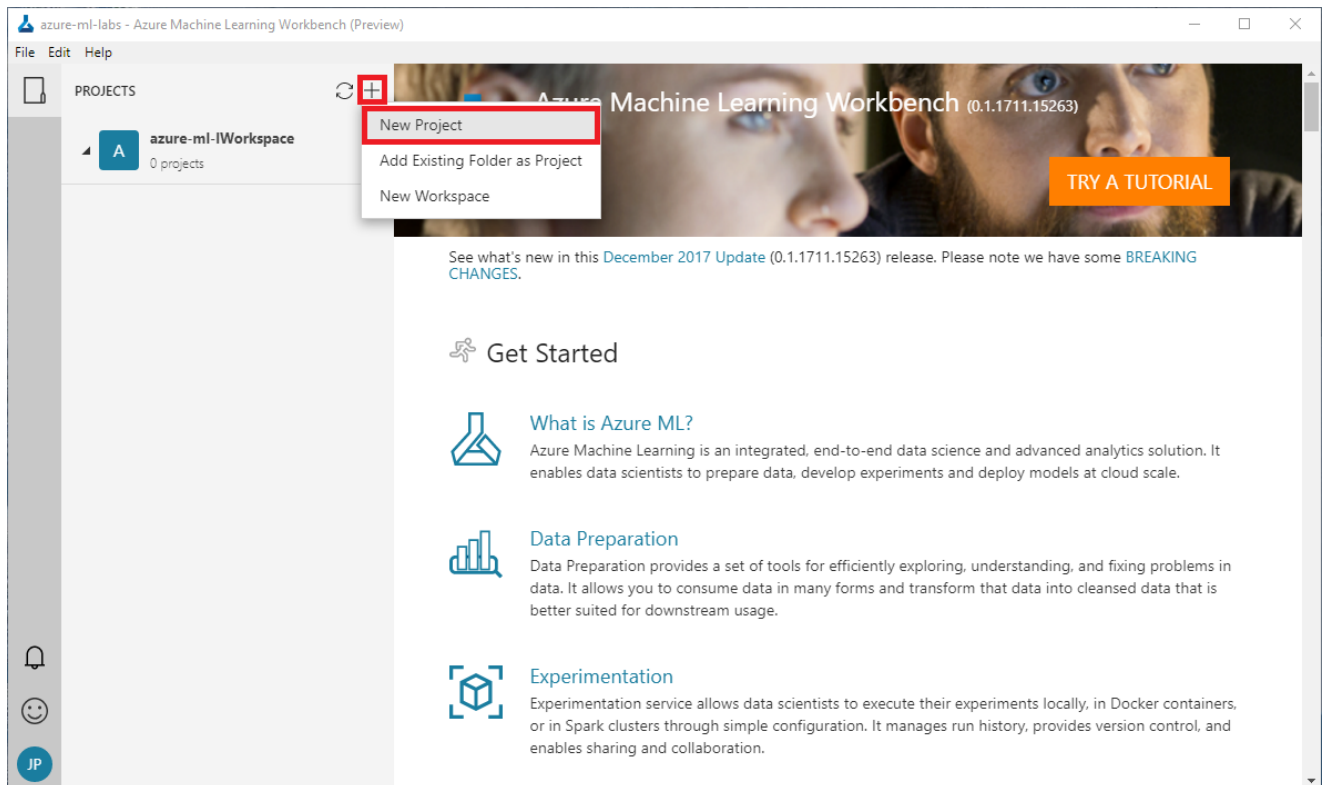 azure-ml-labs - Azure Machine Learning Workbench (Preview)
File Edit Help
PROJECTS
A
azure-ml-lWorkspace
0 projects
New Project
Add Existing Folder as Project
New Workspace
Azure Machine Learning Workbench (0.1.1711.15263)
TRY A TUTORIAL
See what's new in this December 2017 Update (0.1.1711.15263) release. Please note we have some BREAKING
CHANGES.
Get Started
What is Azure ML?
Azure Machine Learning is an integrated, end-to-end data science and advanced analytics solution. It
enables data scientists to prepare data, develop experiments and deploy models at cloud scale.
Data Preparation
Data Preparation provides a set of tools for efficiently exploring, understanding, and fixing problems in
data. It allows you to consume data in many forms and transform that data into cleansed data that is
better suited for downstream usage.
Experimentation
Experimentation service allows data scientists to execute their experiments locally, in Docker containers,
or in Spark clusters through simple configuration. It manages run history, provides version control, and
enables sharing and collaboration.
JP